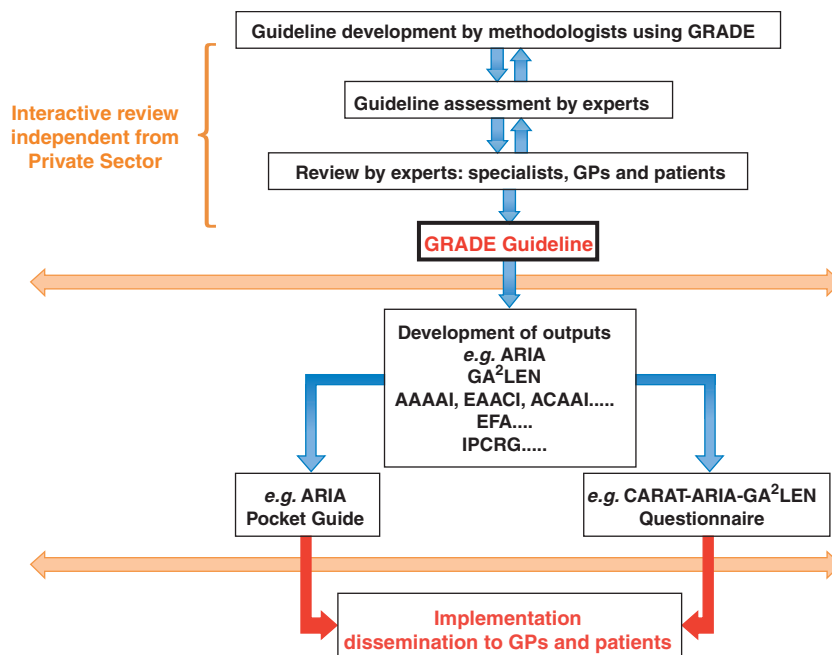 Guideline development by methodologists using GRADE
Interactive review
independent from
Private Sector
Guideline assessment by experts
Review by experts: specialists, GPs and patients
GRADE Guideline
Development of outputs
e.g. ARIA
GA²LEN
AAAAI, EAACI, ACAAI.....
EFA....
IPCRG.....
e.g. ARIA
Pocket Guide
e.g. CARAT-ARIA-GA²LEN
Questionnaire
Implementation
dissemination to GPs and patients